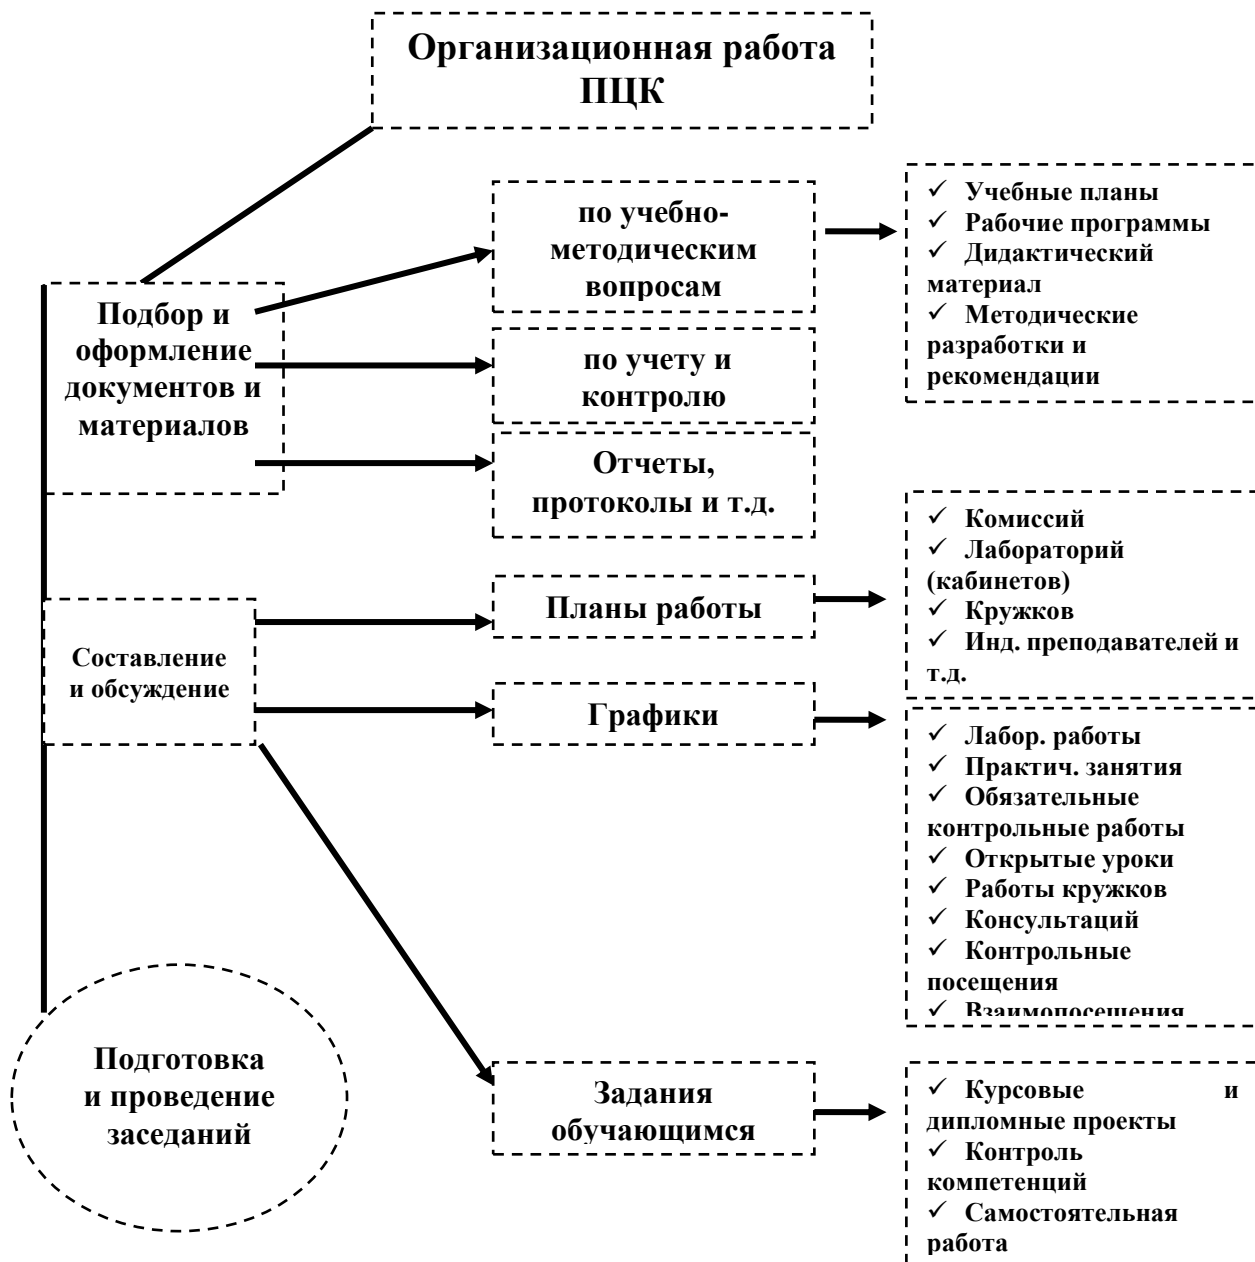 Организационная работа
ПЦК
Подбор и
оформление
документов и
материалов
по учебно-
методическим
вопросам
✓ Учебные планы
✓ Рабочие программы
✓ Дидактический
материал
✓ Методические
разработки и
рекомендации
по учету и
контролю
Отчеты,
протоколы и т.д.
Составление
и обсуждение
Планы работы
✓ Комиссий
✓ Лабораторий
(кабинетов)
✓ Кружков
✓ Инд. преподавателей и
т.д.
Графики
✓ Лабор. работы
✓ Практич. занятия
✓ Обязательные
контрольные работы
✓ Открытые уроки
✓ Работы кружков
✓ Консультаций
✓ Контрольные
посещения
✓ Взаимопосещения
Задания
обучающимся
✓ Курсовые и
дипломные проекты
✓ Контроль
компетенций
✓ Самостоятельная
работа
Подготовка
и проведение
заседаний